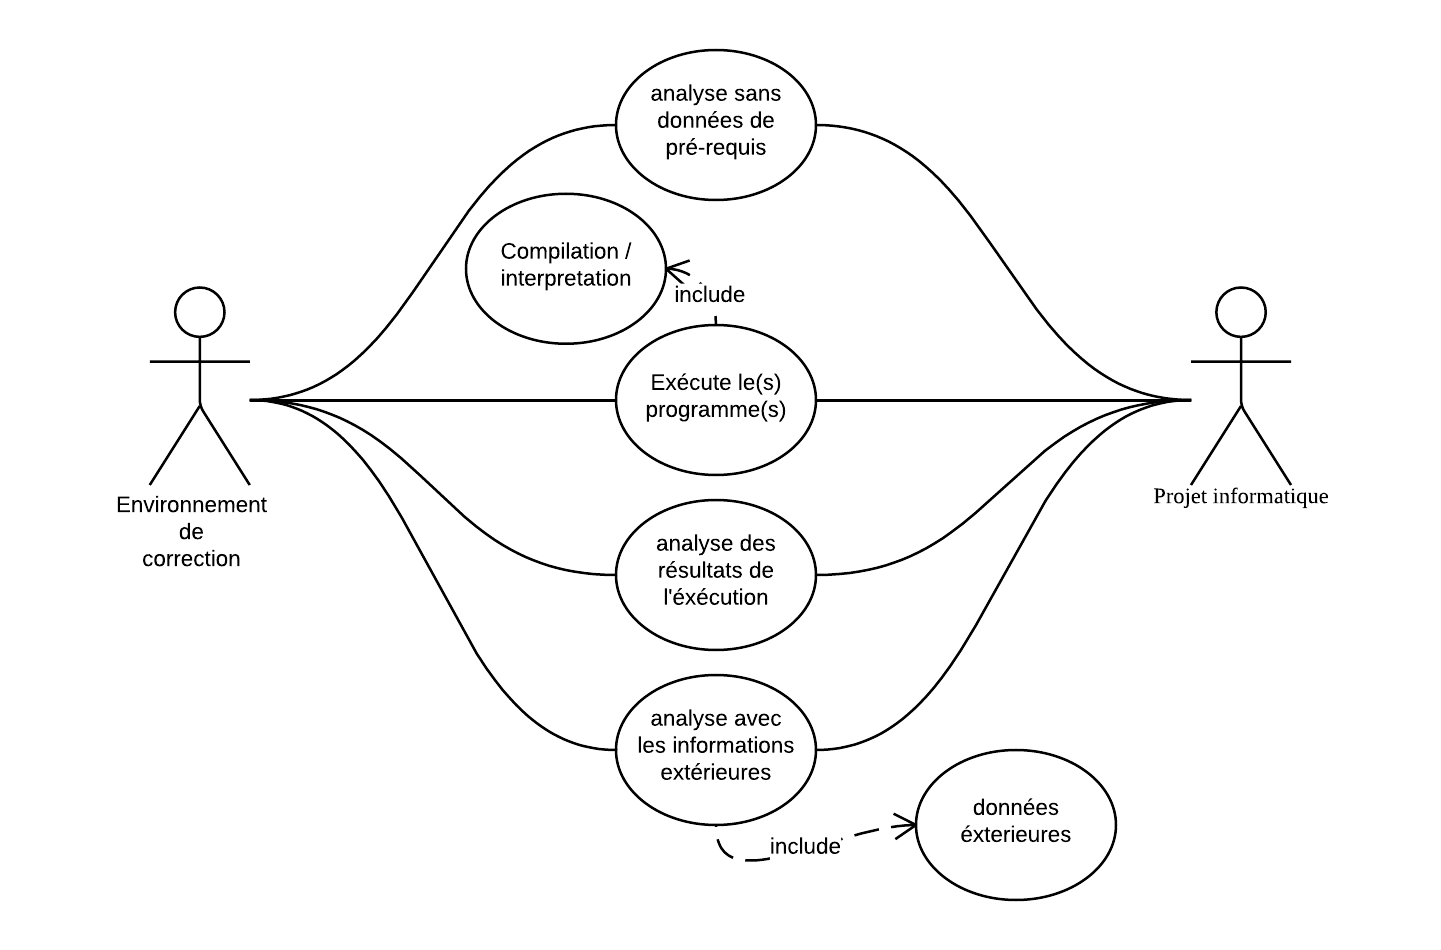 analyse sans
données de
pré-requis
Compilation /
interpretation
include
Exécute le(s)
programme(s)
Environnement
de
correction
Projet informatique
analyse des
résultats de
l'éxécution
analyse avec
les informations
extérieures
include
données
éxterieures